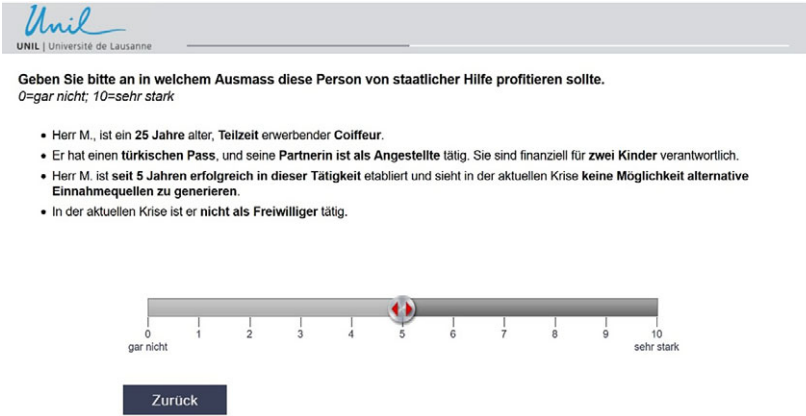 Unil
UNIL | Université de Lausanne
Geben Sie bitte an in welchem Ausmass diese Person von staatlicher Hilfe profitieren sollte.
0=gar nicht; 10=sehr stark
• Herr M., ist ein 25 Jahre alter, Teilzeit erwerbender Coiffeur.
• Er hat einen türkischen Pass, und seine Partnerin ist als Angestellte tätig. Sie sind finanziell für zwei Kinder verantwortlich.
• Herr M. ist seit 5 Jahren erfolgreich in dieser Tätigkeit etabliert und sieht in der aktuellen Krise keine Möglichkeit alternative
Einnahmequellen zu generieren.
• In der aktuellen Krise ist er nicht als Freiwilliger tätig.
0 1 2 3 4 5 6 7 8 9 10
gar nicht sehr stark
Zurück